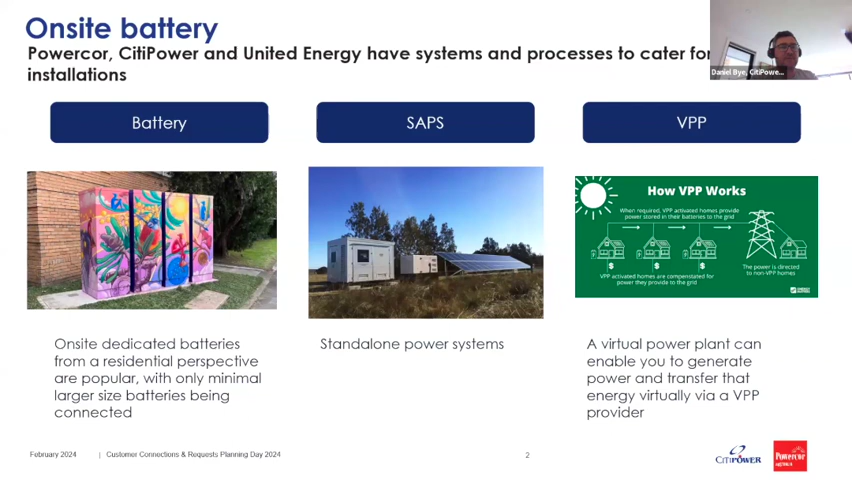 Onsite battery
Powercor, CitiPower and United Energy have systems and processes to cater for
installations
Daniel Bye, CitiPowe...
Battery
SAPS
VPP
How VPP Works
When required, VPP activated homes provide
power stored in their batteries to the grid
$ $ $
The power is directed
to non-VPP homes
VPP activated homes are compensated for
power they provide to the grid
Onsite dedicated batteries
from a residential perspective
are popular, with only minimal
larger size batteries being
connected
Standalone power systems
A virtual power plant can
enable you to generate
power and transfer that
energy virtually via a VPP
provider
February 2024 | Customer Connections & Requests Planning Day 2024
2
CITIPOWER
Powercor
AUSTRALIA